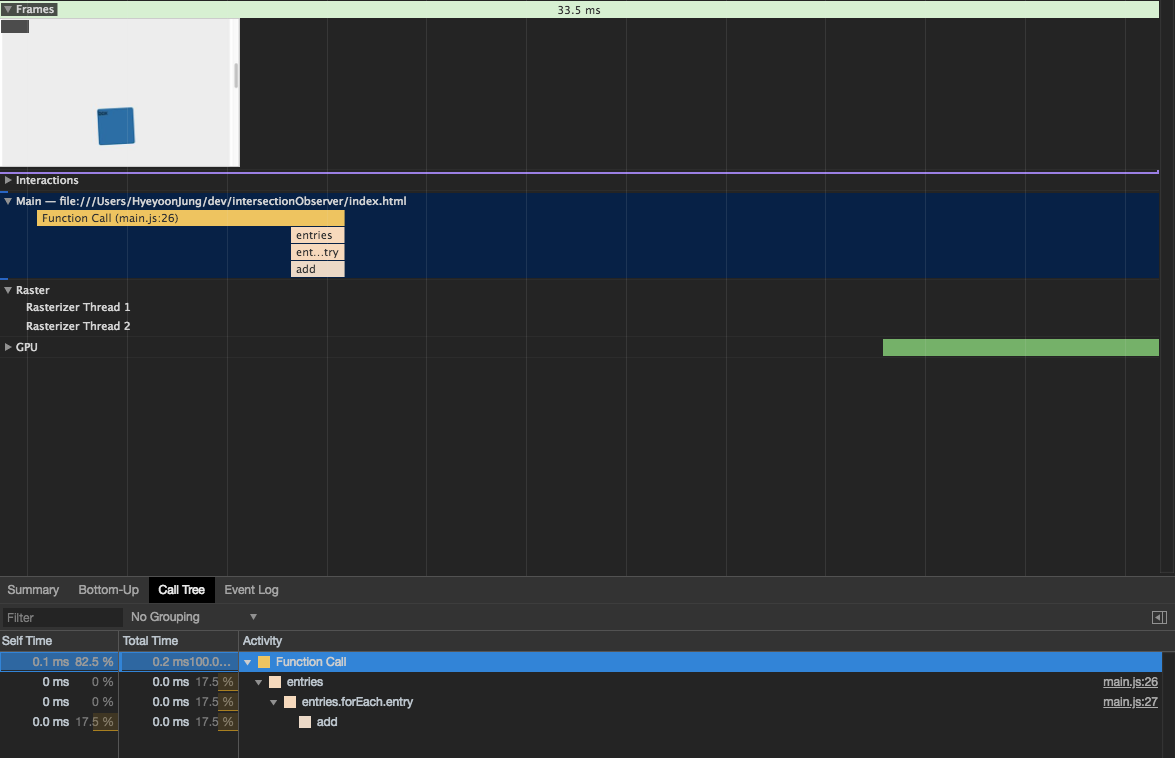 Frames
33.5 ms
Interactions
Main — file:///Users/HyeyoonJung/dev/intersectionObserver/index.html
Function Call (main.js:26)
entries
ent...try
add
Raster
Rasterizer Thread 1
Rasterizer Thread 2
GPU
Summary Bottom-Up Call Tree Event Log
Filter No Grouping
Self Time Total Time Activity
0.1 ms 82.5 % 0.2 ms 100.0... Function Call
0 ms 0 % 0.0 ms 17.5 % entries main.js:26
0 ms 0 % 0.0 ms 17.5 % entries.forEach.entry main.js:27
0.0 ms 17.5 % 0.0 ms 17.5 % add